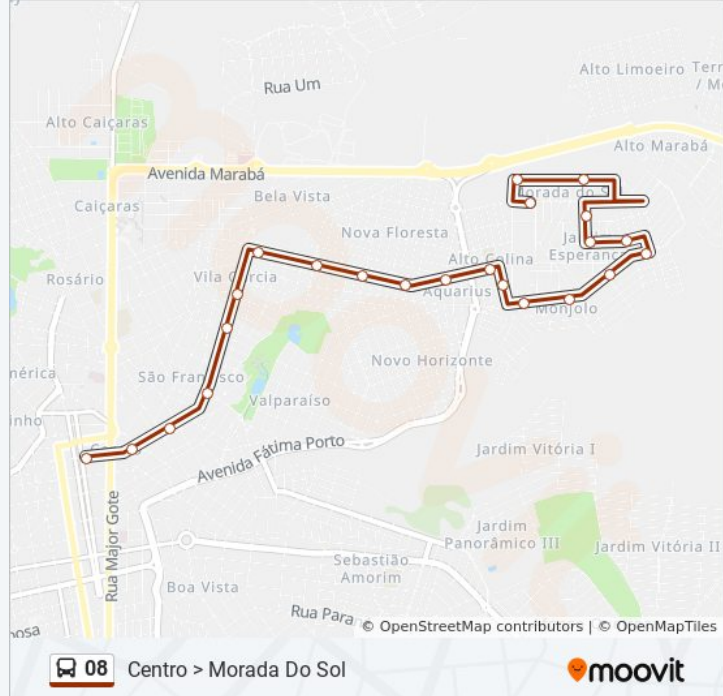 Alto Limoeiro
Rua Um
Alto Caiçaras
Alto Marabá
Avenida Marabá
Bela Vista
Caiçaras
Nova Floresta
Alto Colina
Rosário
Aquarius
Monjolo
São Francisco
Novo Horizonte
Valparaíso
Avenida Fátima Porto
Jardim Vitória I
Rua Major Gote
Jardim
Panorâmico III
Jardim Vitória II
Sebastião
Amorim
Boa Vista
© OpenStreetMap contributors | © OpenMapTiles
08 Centro > Morada Do Sol
moovit